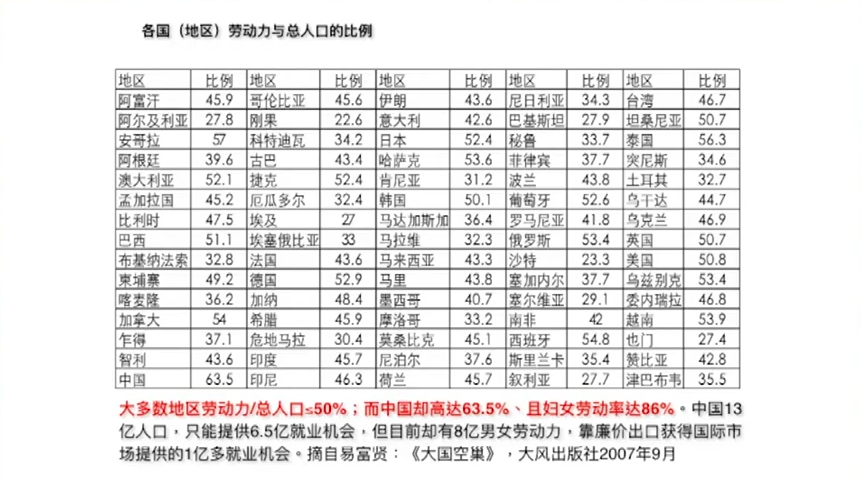 各国（地区）劳动力与总人口的比例
地区 比例 地区 比例 地区 比例 地区 比例 地区 比例
阿富汗 45.9 哥伦比亚 45.6 伊朗 43.6 尼日利亚 34.3 台湾 46.7
阿尔及利亚 27.8 刚果 22.6 意大利 42.6 巴基斯坦 27.9 坦桑尼亚 50.7
安哥拉 57 科特迪瓦 34.2 日本 52.4 秘鲁 33.7 泰国 56.3
阿根廷 39.6 古巴 43.4 哈萨克 53.6 菲律宾 37.7 突尼斯 34.6
澳大利亚 52.1 捷克 52.4 肯尼亚 31.2 波兰 43.8 土耳其 32.7
孟加拉国 45.2 厄瓜多尔 32.4 韩国 50.1 葡萄牙 52.6 乌干达 44.7
比利时 47.5 埃及 27 马达加斯加 36.4 罗马尼亚 41.8 乌克兰 46.9
巴西 51.1 埃塞俄比亚 33 马拉维 32.3 俄罗斯 53.4 英国 50.7
布基纳法索 32.8 法国 43.6 马来西亚 43.3 沙特 23.3 美国 50.8
柬埔寨 49.2 德国 52.9 马里 43.8 塞加内尔 37.7 乌兹别克 53.4
喀麦隆 36.2 加纳 48.4 墨西哥 40.7 塞尔维亚 29.1 委内瑞拉 46.8
加拿大 54 希腊 45.9 摩洛哥 33.2 南非 42 越南 53.9
乍得 37.1 危地马拉 30.4 莫桑比克 45.1 西班牙 54.8 也门 27.4
智利 43.6 印度 45.7 尼泊尔 37.6 斯里兰卡 35.4 赞比亚 42.8
中国 63.5 印尼 46.3 荷兰 45.7 叙利亚 27.7 津巴布韦 35.5
大多数地区劳动力/总人口≤50%；而中国却高达63.5%、且妇女劳动率达86%。中国13
亿人口，只能提供6.5亿就业机会，但目前却有8亿男女劳动力，靠廉价出口获得国际市
场提供的1亿多就业机会。摘自易富贤：《大国空巢》，大风出版社2007年9月